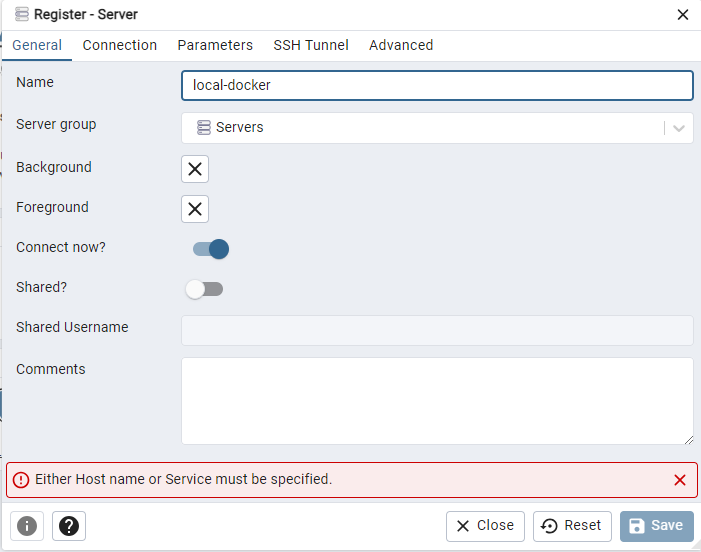 Register - Server
General Connection Parameters SSH Tunnel Advanced
Name local-docker
Server group Servers
Background
Foreground
Connect now?
Shared?
Shared Username
Comments
Either Host name or Service must be specified.
Close Reset Save